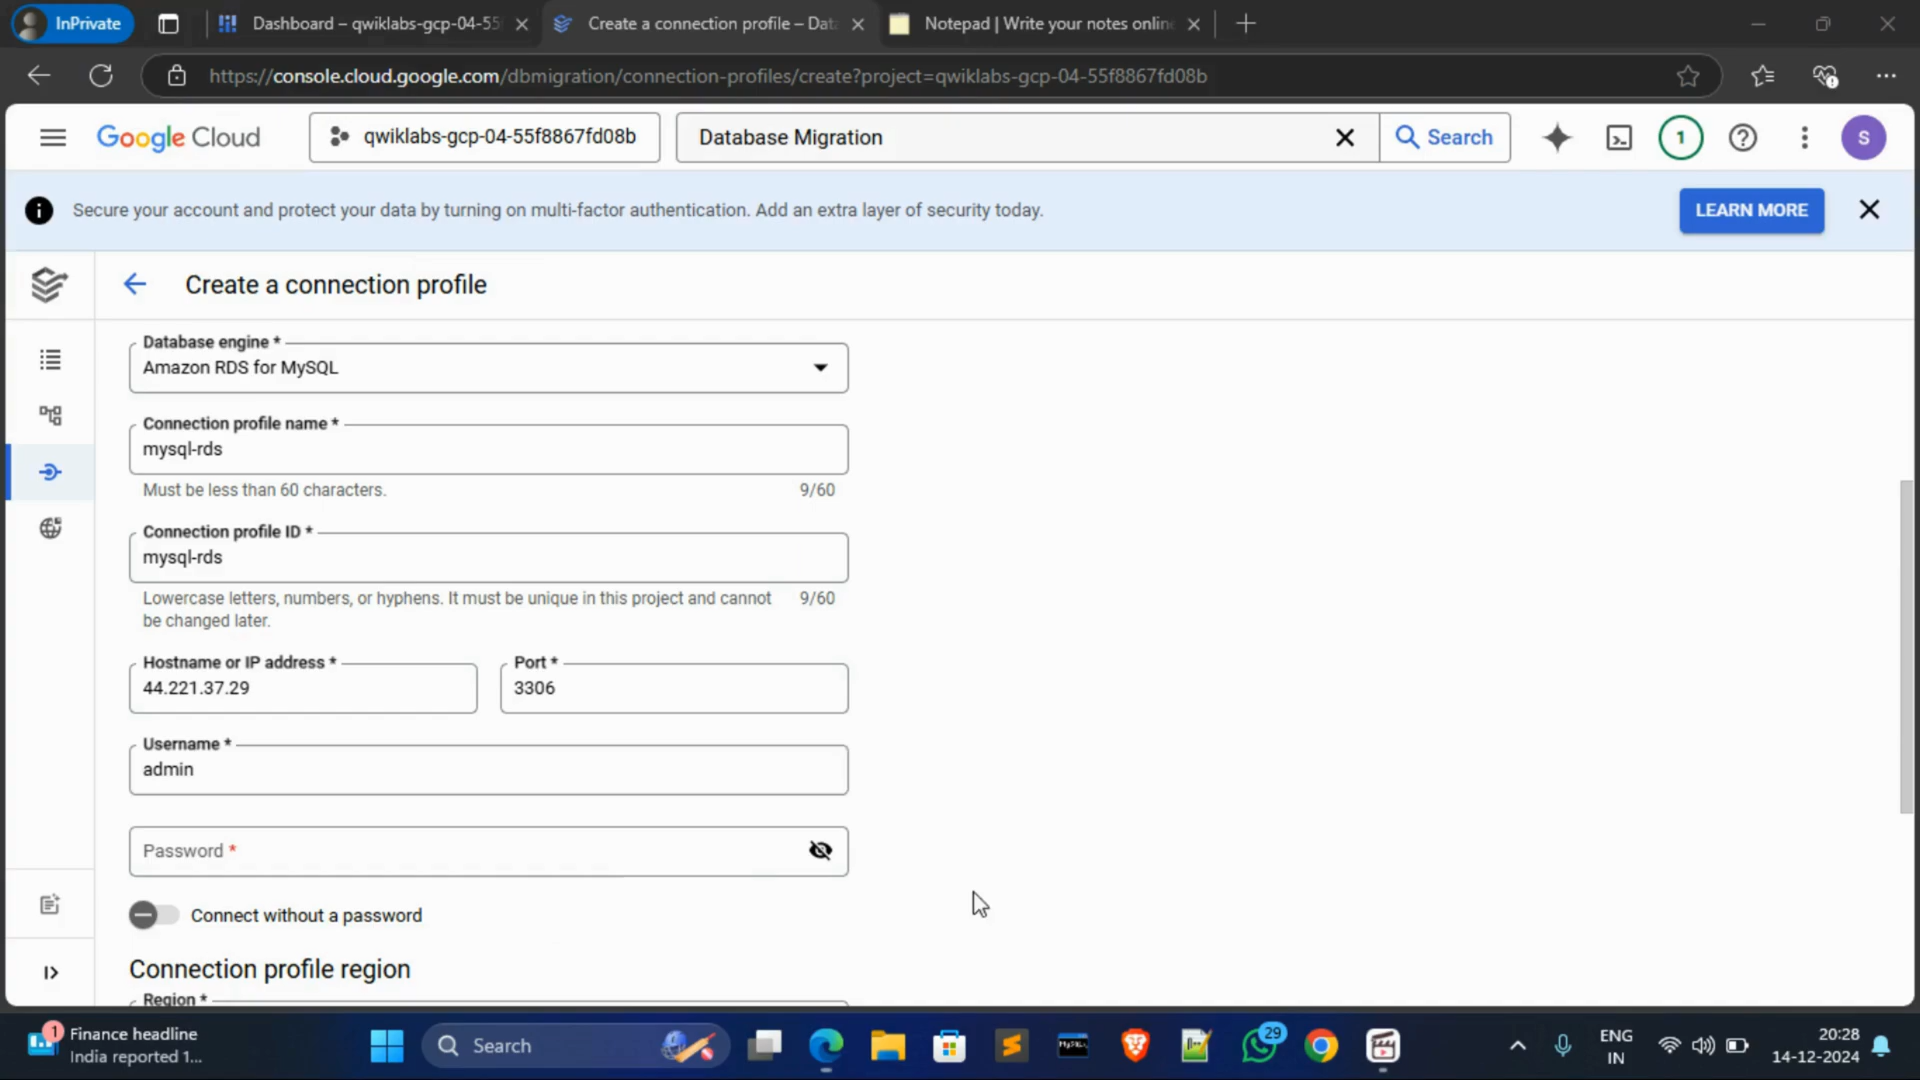 InPrivate
Dashboard – qwiklabs-gcp-04-55
Create a connection profile – Dat
Notepad | Write your notes online
https://console.cloud.google.com/dbmigration/connection-profiles/create?project=qwiklabs-gcp-04-55f8867fd08b
Google Cloud
qwiklabs-gcp-04-55f8867fd08b
Database Migration
Search
1
S
Secure your account and protect your data by turning on multi-factor authentication. Add an extra layer of security today.
LEARN MORE
Create a connection profile
Database engine *
Amazon RDS for MySQL
Connection profile name *
mysql-rds
Must be less than 60 characters.
9/60
Connection profile ID *
mysql-rds
Lowercase letters, numbers, or hyphens. It must be unique in this project and cannot
be changed later.
9/60
Hostname or IP address *
44.221.37.29
Port *
3306
Username *
admin
Password *
Connect without a password
Connection profile region
Region *
1
Finance headline
India reported 1...
Search
MySQL
29
ENG
IN
20:28
14-12-2024